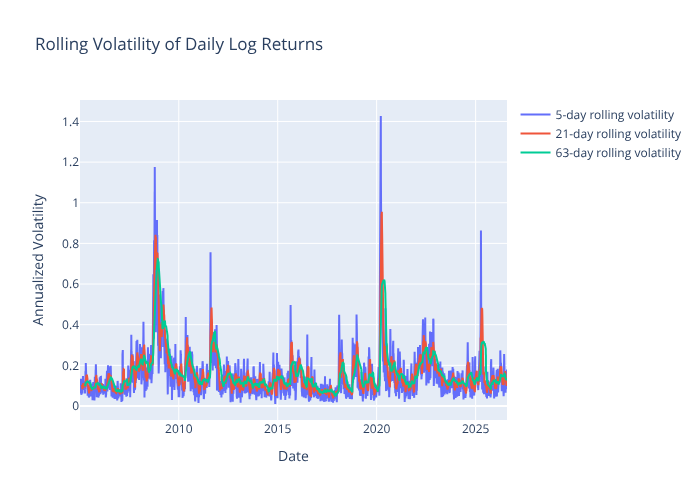 Rolling Volatility of Daily Log Returns
5-day rolling volatility
21-day rolling volatility
63-day rolling volatility
Annualized Volatility
1.4
1.2
1
0.8
0.6
0.4
0.2
0
2010
2015
2020
2025
Date